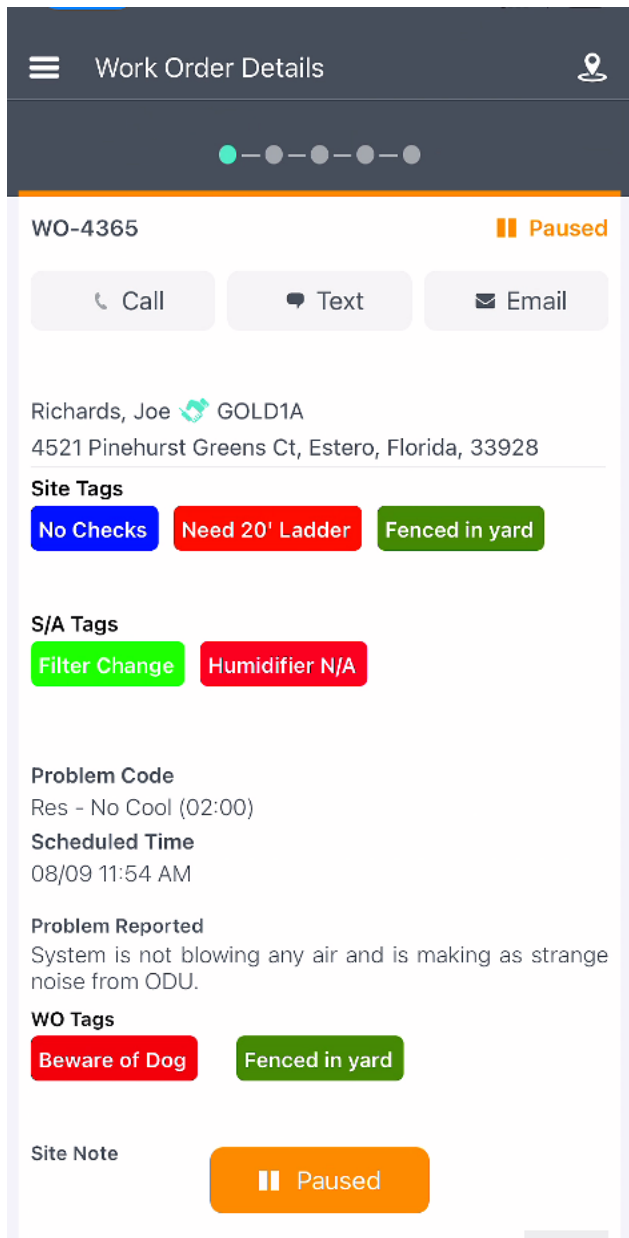 Work Order Details
WO-4365 Paused
Call Text Email
Richards, Joe GOLD1A
4521 Pinehurst Greens Ct, Estero, Florida, 33928
Site Tags
No Checks Need 20' Ladder Fenced in yard
S/A Tags
Filter Change Humidifier N/A
Problem Code
Res - No Cool (02:00)
Scheduled Time
08/09 11:54 AM
Problem Reported
System is not blowing any air and is making as strange
noise from ODU.
WO Tags
Beware of Dog Fenced in yard
Site Note
Paused